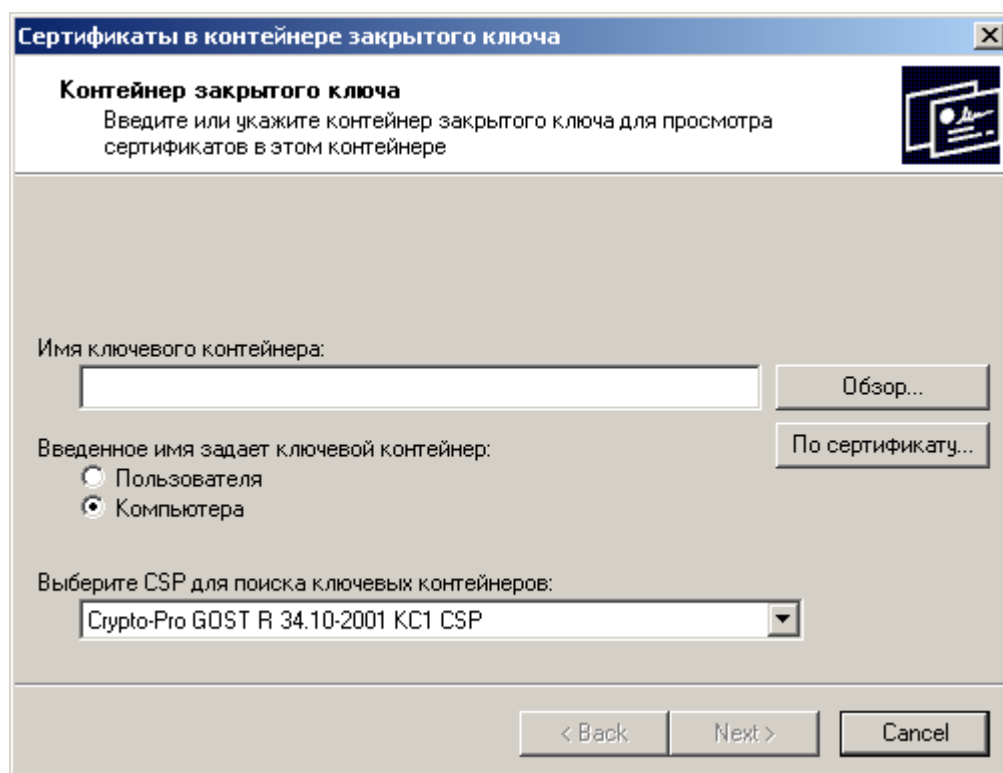 Сертификаты в контейнере закрытого ключа
Контейнер закрытого ключа
Введите или укажите контейнер закрытого ключа для просмотра
сертификатов в этом контейнере
Имя ключевого контейнера:
Обзор...
Введенное имя задает ключевой контейнер:
По сертификату...
Пользователя
Компьютера
Выберите CSP для поиска ключевых контейнеров:
Crypto-Pro GOST R 34.10-2001 KC1 CSP
< Back
Next >
Cancel